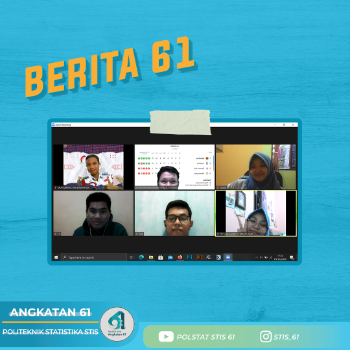 BERITA 61
ANGKATAN 61
POLITEKNIK STATISTIKA STIS
POLSTAT STIS 61
STIS_61